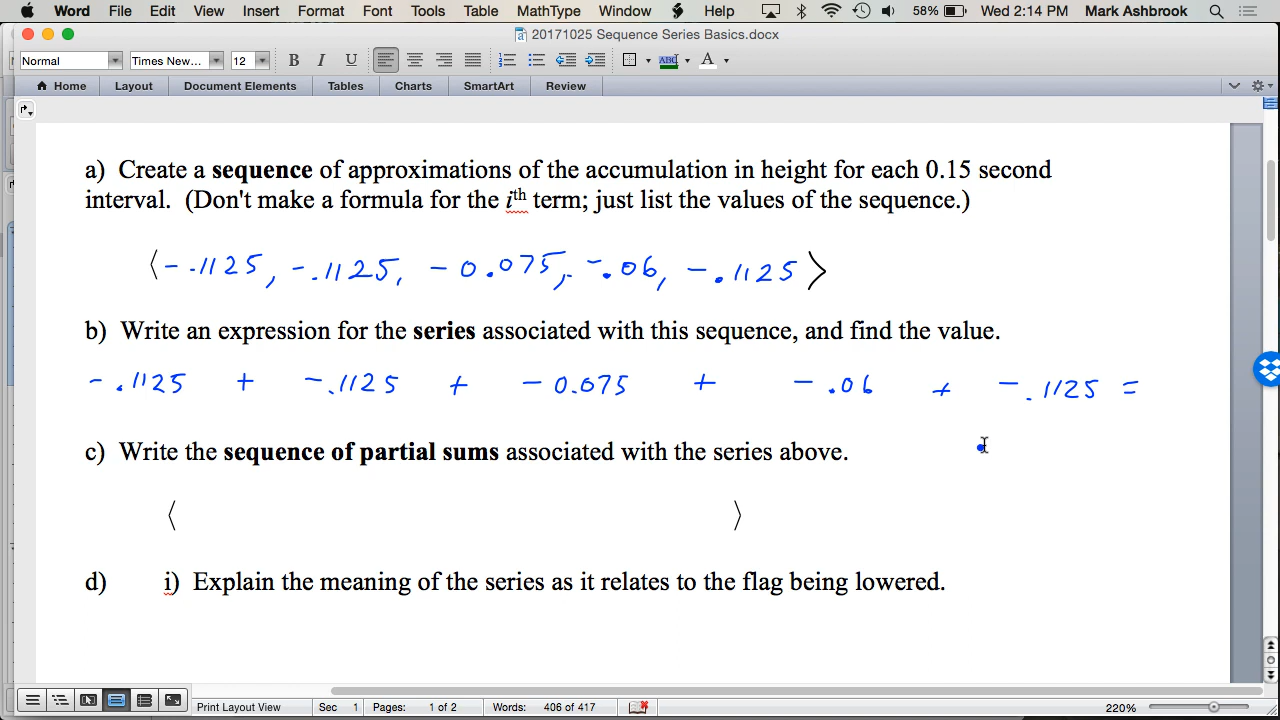 Word File Edit View Insert Format Font Tools Table MathType Window Help 58% Wed 2:14 PM Mark Ashbrook
20171025 Sequence Series Basics.docx
Normal Times New... 12 B I U ABC A
Home Layout Document Elements Tables Charts SmartArt Review
a) Create a sequence of approximations of the accumulation in height for each 0.15 second
interval. (Don't make a formula for the ith term; just list the values of the sequence.)
⟨ -.1125, -.1125, -0.075, -.06, -.1125 ⟩
b) Write an expression for the series associated with this sequence, and find the value.
-.1125 + -.1125 + -0.075 + -.06 + -.1125 =
c) Write the sequence of partial sums associated with the series above.
⟨ ⟩
d) i) Explain the meaning of the series as it relates to the flag being lowered.
Print Layout View Sec 1 Pages: 1 of 2 Words: 406 of 417 220%